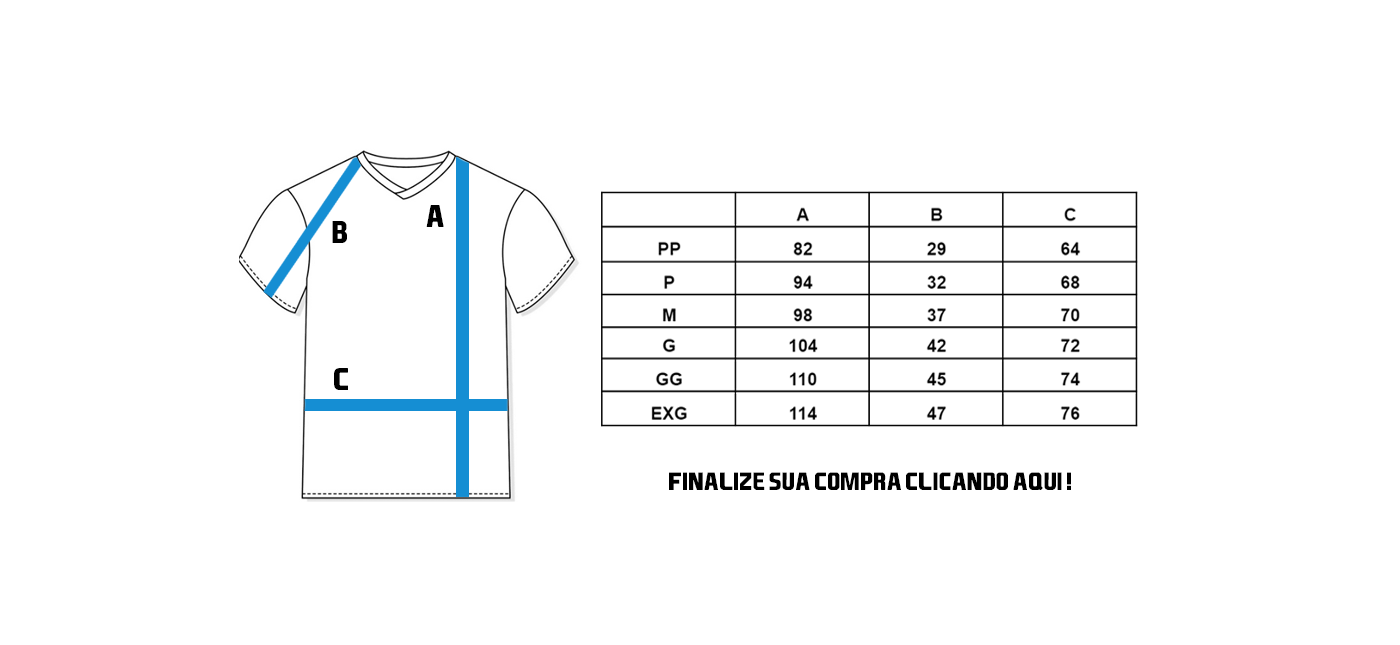 A
B
C
A B C
PP 82 29 64
P 94 32 68
M 98 37 70
G 104 42 72
GG 110 45 74
EXG 114 47 76
FINALIZE SUA COMPRA CLICANDO AQUI!